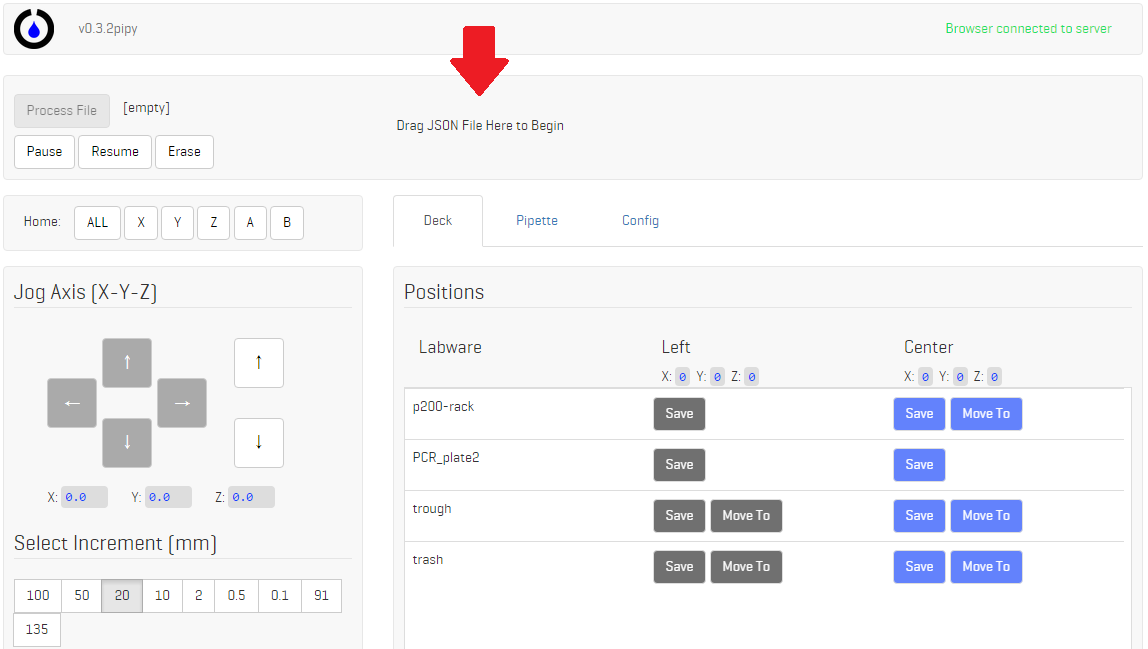 v0.3.2pipy
Browser connected to server
Process File [empty]
Drag JSON File Here to Begin
Pause Resume Erase
Home: ALL X Y Z A B
Deck Pipette Config
Jog Axis (X-Y-Z)
↑ ↑
← →
↓ ↓
X: 0.0 Y: 0.0 Z: 0.0
Select Increment (mm)
100 50 20 10 2 0.5 0.1 91
135
Positions
Labware Left Center
X: 0 Y: 0 Z: 0 X: 0 Y: 0 Z: 0
p200-rack Save Save Move To
PCR_plate2 Save Save
trough Save Move To Save Move To
trash Save Move To Save Move To